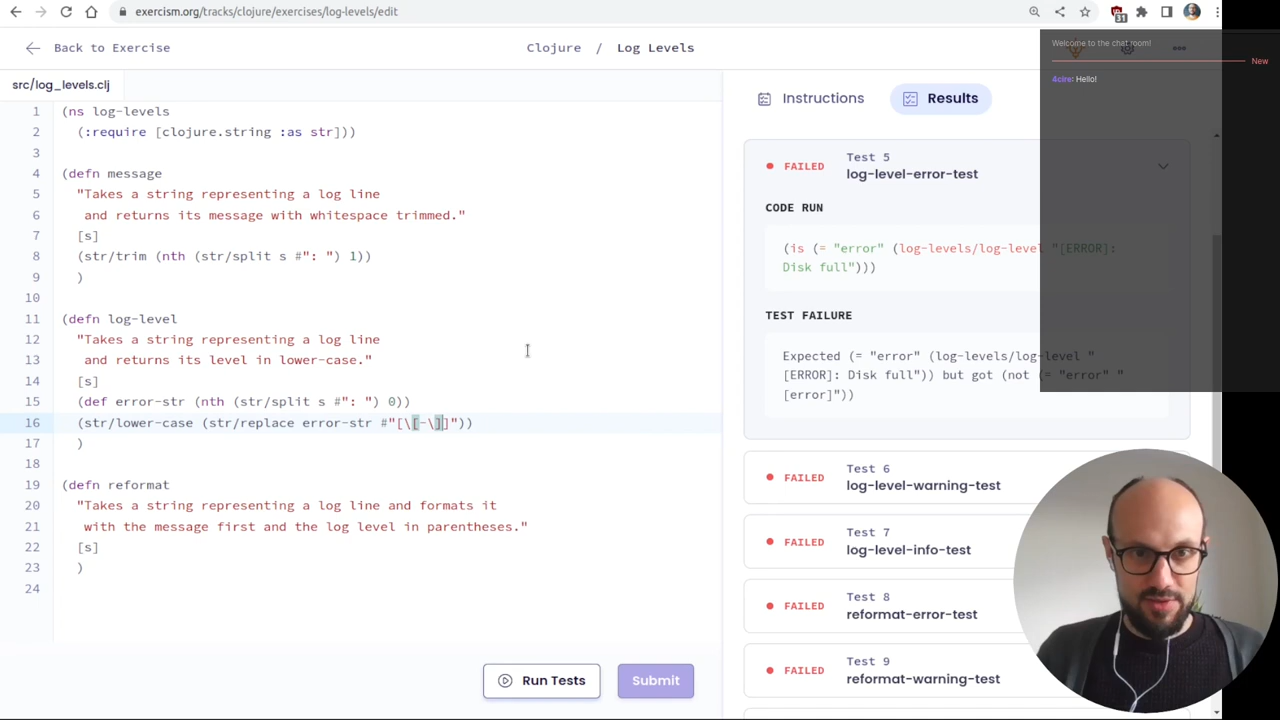 exercism.org/tracks/clojure/exercises/log-levels/edit
31
Back to Exercise
Clojure / Log Levels
src/log_levels.clj
1 (ns log-levels
2 (:require [clojure.string :as str]))
3
4 (defn message
5 "Takes a string representing a log line
6 and returns its message with whitespace trimmed."
7 [s]
8 (str/trim (nth (str/split s #": ") 1))
9 )
10
11 (defn log-level
12 "Takes a string representing a log line
13 and returns its level in lower-case."
14 [s]
15 (def error-str (nth (str/split s #": ") 0))
16 (str/lower-case (str/replace error-str #"[\[-\]]"))
17 )
18
19 (defn reformat
20 "Takes a string representing a log line and formats it
21 with the message first and the log level in parentheses."
22 [s]
23 )
24
Run Tests
Submit
Instructions
Results
FAILED
Test 5
log-level-error-test
CODE RUN
(is (= "error" (log-levels/log-level "[ERROR]:
Disk full")))
TEST FAILURE
Expected (= "error" (log-levels/log-level "
[ERROR]: Disk full")) but got (not (= "error" "
[error]"))
FAILED
Test 6
log-level-warning-test
FAILED
Test 7
log-level-info-test
FAILED
Test 8
reformat-error-test
FAILED
Test 9
reformat-warning-test
Welcome to the chat room!
New
4cire: Hello!